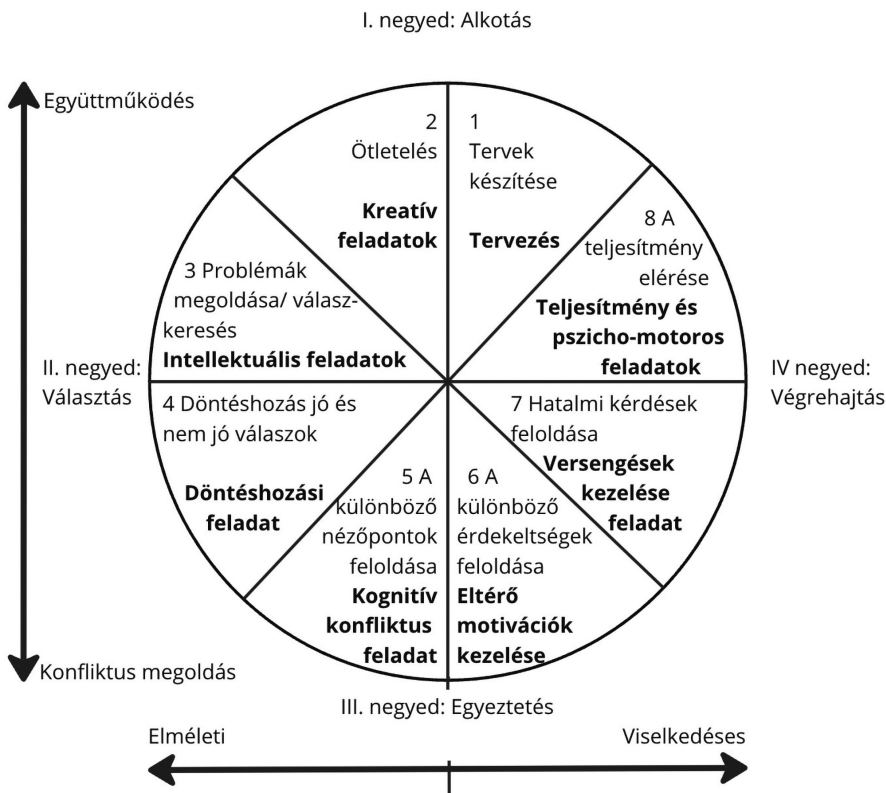 I. negyed: Alkotás
Együttműködés
2
Ötletelés
Kreatív
feladatok
1
Tervek
készítése
Tervezés
8 A
teljesítmény
elérése
Teljesítmény és
pszicho-motoros
feladatok
3 Problémák
megoldása/ válasz-
keresés
Intellektuális feladatok
II. negyed:
Választás
IV negyed:
Végrehajtás
4 Döntéshozás jó és
nem jó válaszok
Döntéshozási
feladat
7 Hatalmi kérdések
feloldása
Versengések
kezelése
feladat
5 A
különböző
nézőpontok
feloldása
Kognitív
konfliktus
feladat
6 A
különböző
érdekeltségek
feloldása
Eltérő
motivációk
kezelése
Konfliktus megoldás
III. negyed: Egyeztetés
Elméleti
Viselkedéses